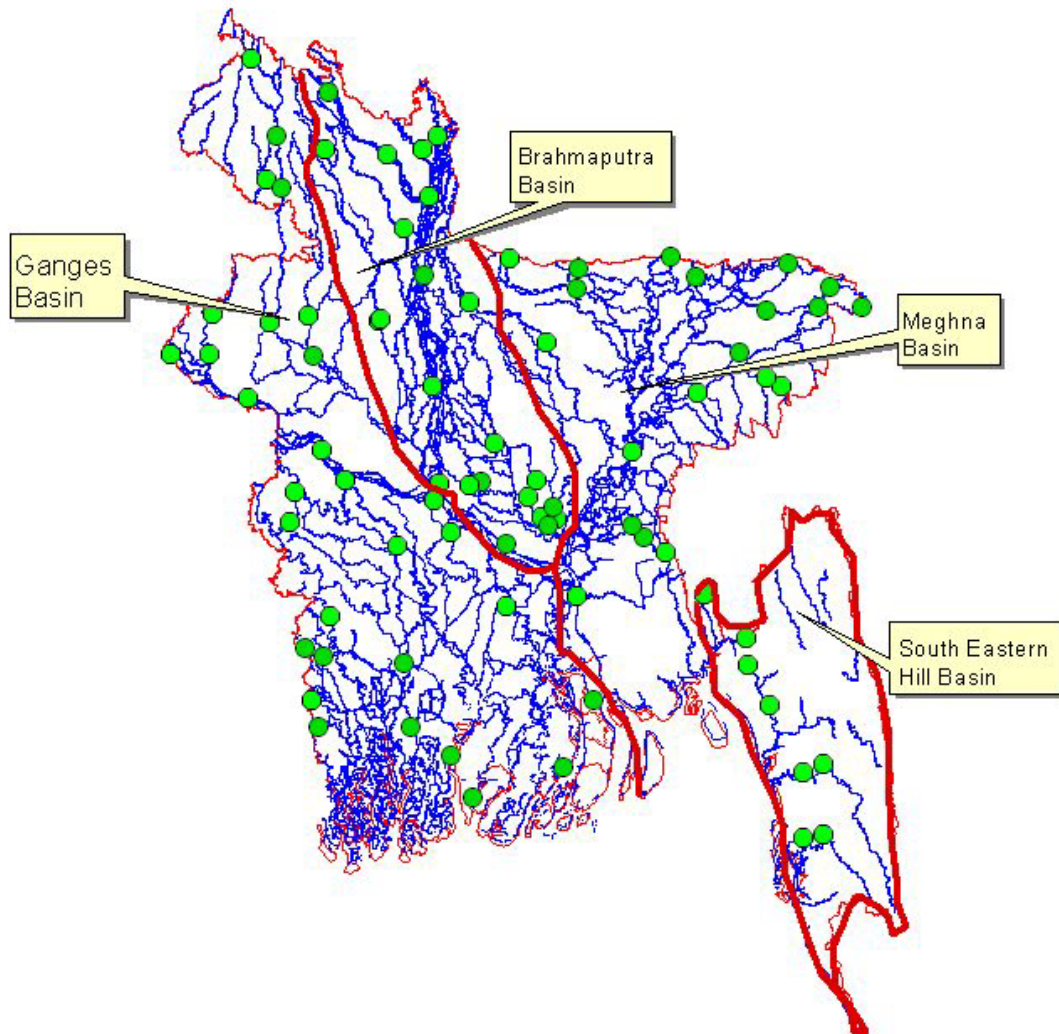 Brahmaputra
Basin
Ganges
Basin
Meghna
Basin
South Eastern
Hill Basin